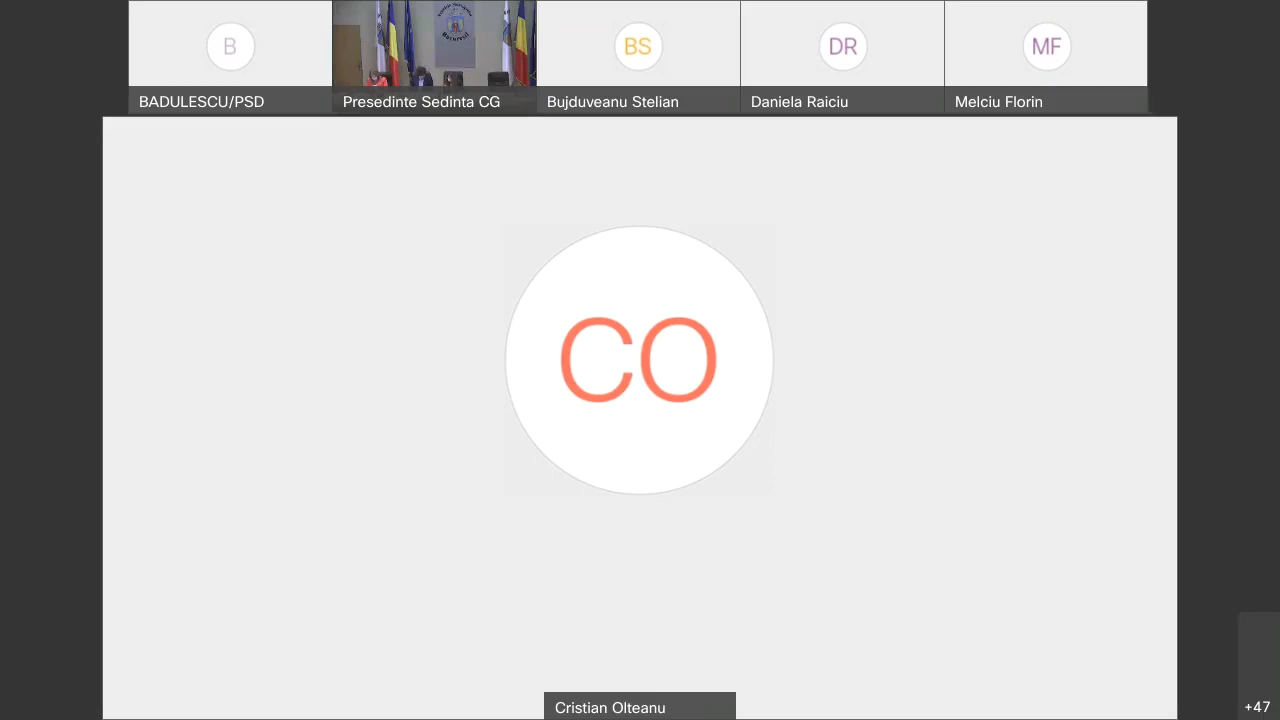 B
BADULESCU/PSD
Presedinte Sedinta CG
BS
Bujduveanu Stelian
DR
Daniela Raiciu
MF
Melciu Florin
CO
Cristian Olteanu
+47